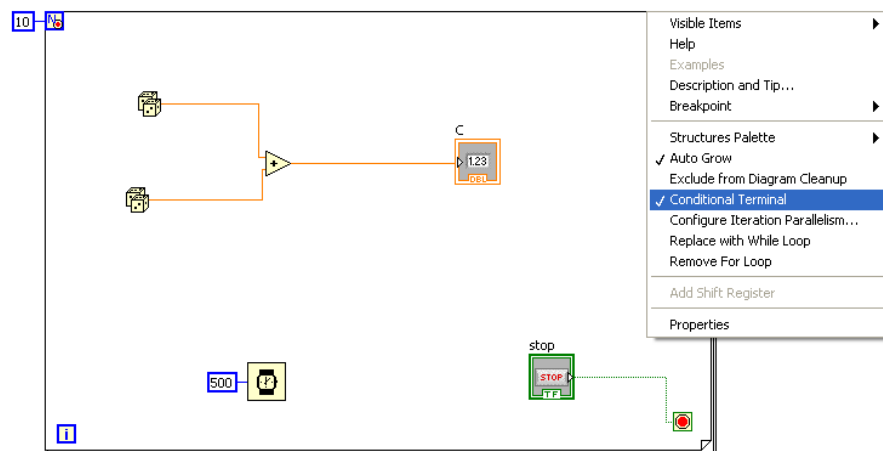 10
N
Visible Items
Help
Examples
Description and Tip...
Breakpoint
Structures Palette
Auto Grow
Exclude from Diagram Cleanup
Conditional Terminal
Configure Iteration Parallelism...
Replace with While Loop
Remove For Loop
Add Shift Register
Properties
C
1.23
DBL
+
stop
STOP
TF
500
i